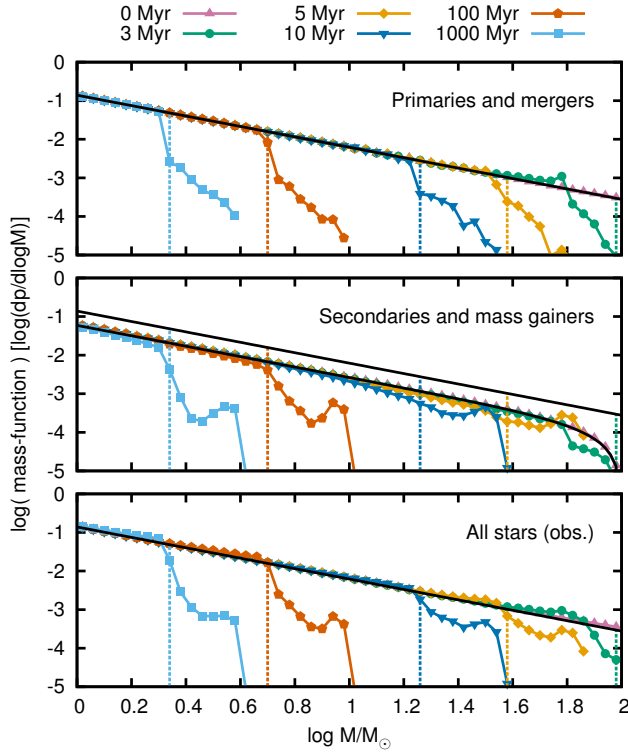 0 Myr 5 Myr 100 Myr
3 Myr 10 Myr 1000 Myr
0
-1
-2
-3
-4
-5
Primaries and mergers
0
-1
-2
-3
-4
-5
Secondaries and mass gainers
0
-1
-2
-3
-4
-5
All stars (obs.)
log( mass-function ) [log(dp/dlogM)]
0 0.2 0.4 0.6 0.8 1 1.2 1.4 1.6 1.8 2
log M/M☉